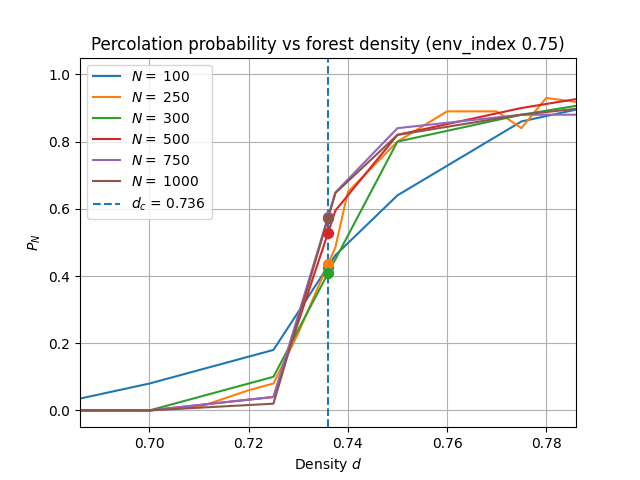 Percolation probability vs forest density (env_index 0.75)
1.0
0.8
0.6
0.4
0.2
0.0
P_N
N = 100
N = 250
N = 300
N = 500
N = 750
N = 1000
d_c = 0.736
0.70 0.72 0.74 0.76 0.78
Density d